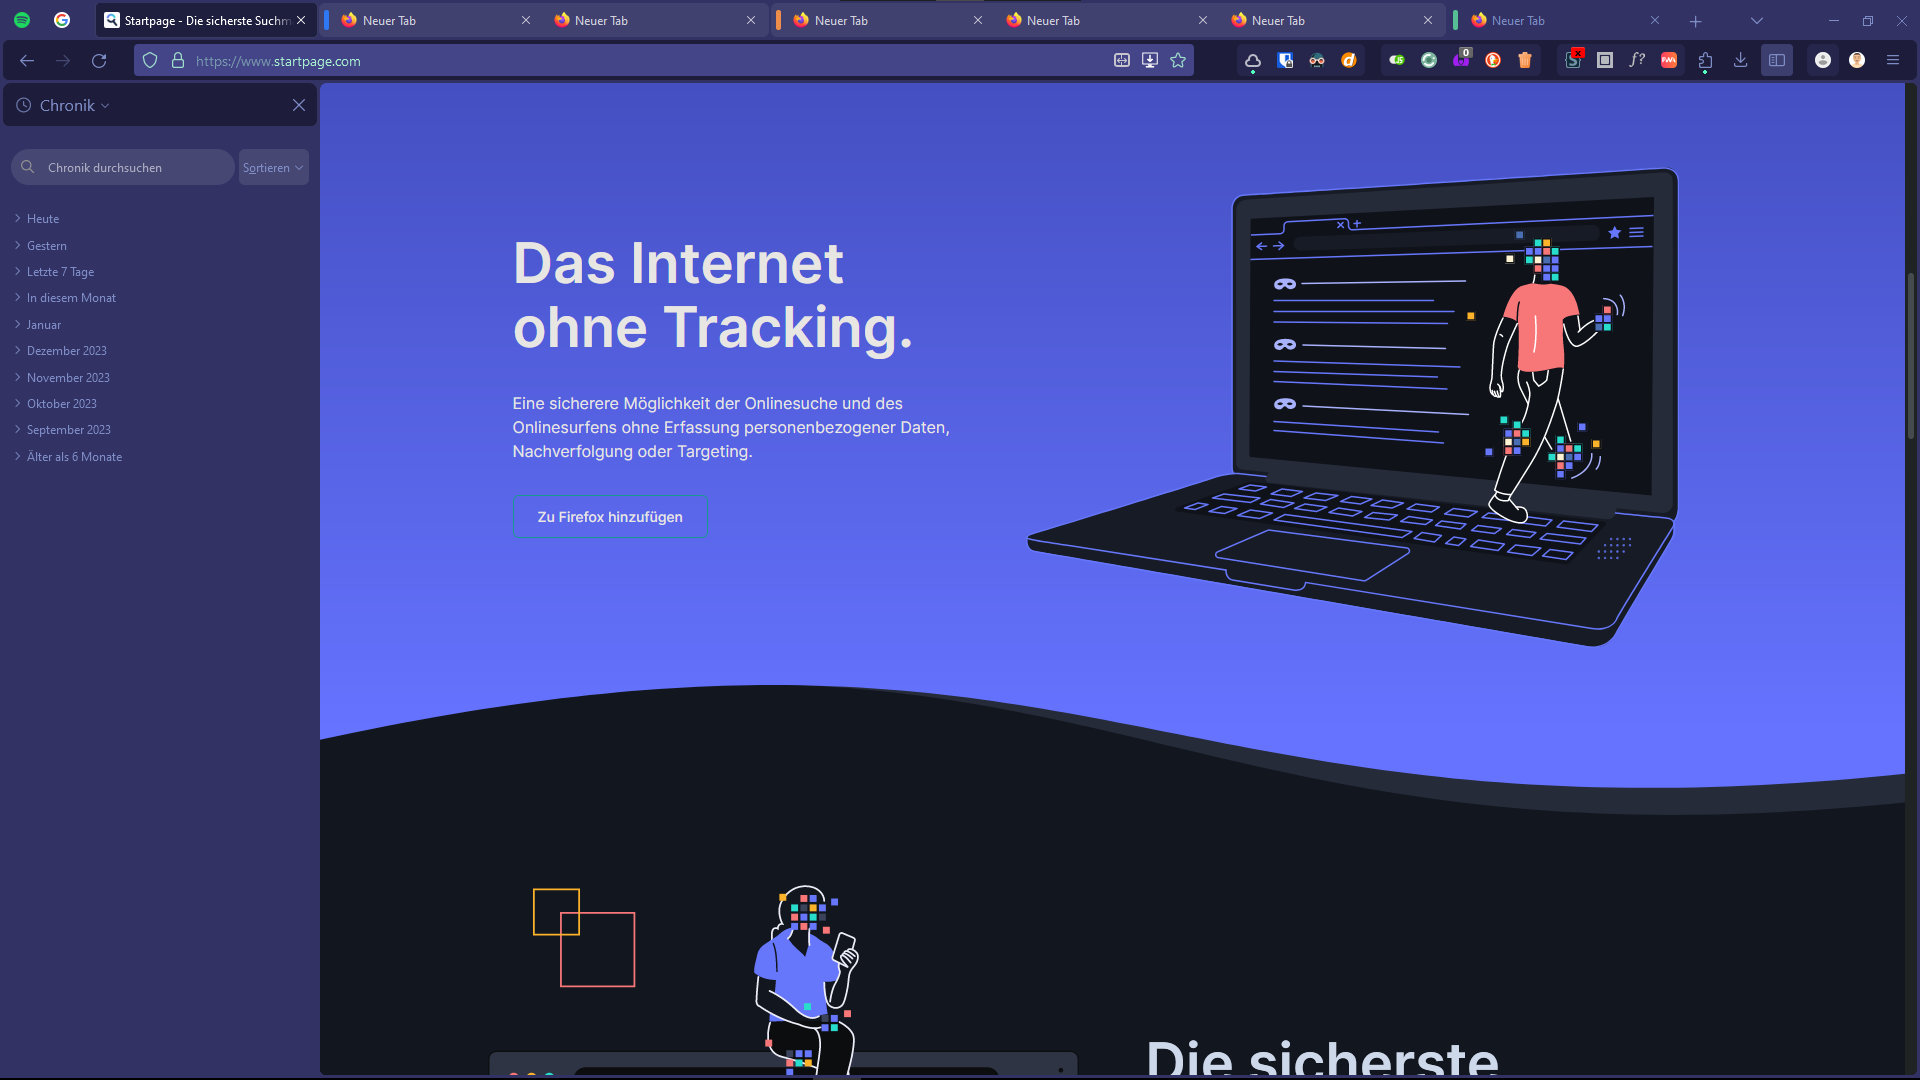 Startpage - Die sicherste Suchm
Neuer Tab
Neuer Tab
Neuer Tab
Neuer Tab
Neuer Tab
Neuer Tab
https://www.startpage.com
0
f?
Chronik
Chronik durchsuchen
Sortieren
Heute
Gestern
Letzte 7 Tage
In diesem Monat
Januar
Dezember 2023
November 2023
Oktober 2023
September 2023
Älter als 6 Monate
Das Internet
ohne Tracking.
Eine sicherere Möglichkeit der Onlinesuche und des
Onlinesurfens ohne Erfassung personenbezogener Daten,
Nachverfolgung oder Targeting.
Zu Firefox hinzufügen
Die sicherste